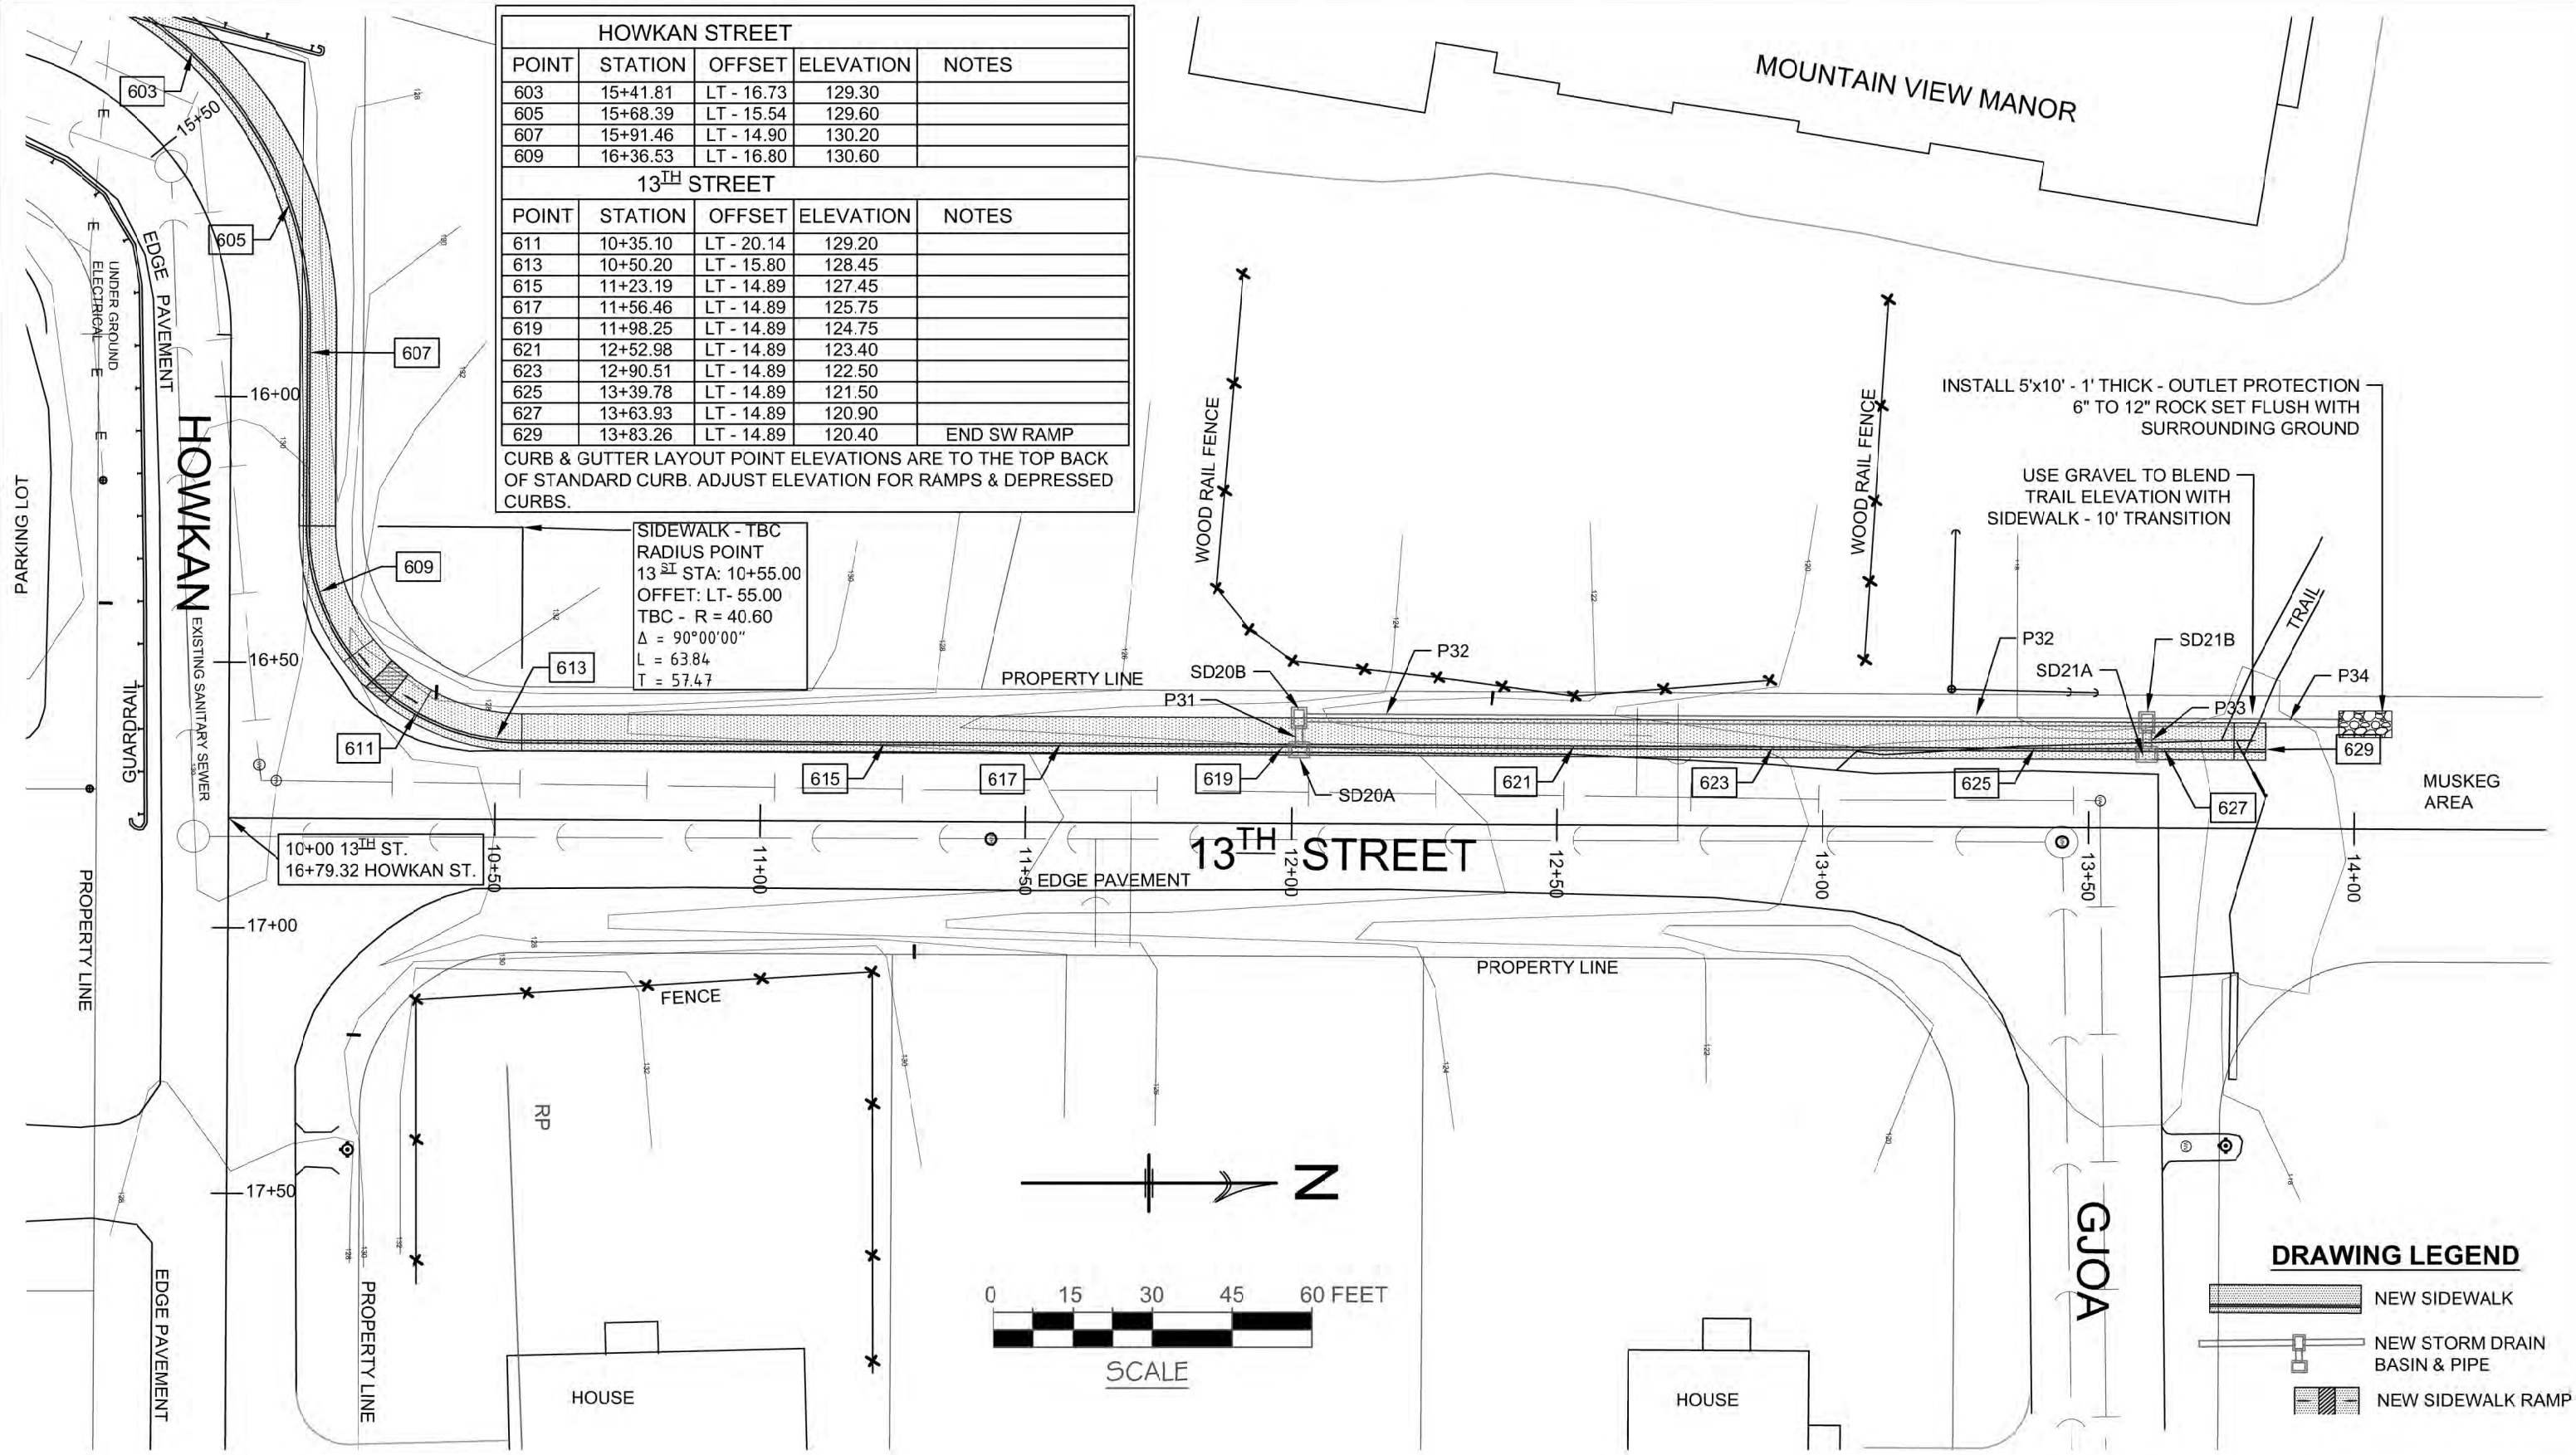 HOWKAN STREET
POINT STATION OFFSET ELEVATION NOTES
603 15+41.81 LT - 16.73 129.30
605 15+68.39 LT - 15.54 129.60
607 15+91.46 LT - 14.90 130.20
609 16+36.53 LT - 16.80 130.60
13TH STREET
POINT STATION OFFSET ELEVATION NOTES
611 10+35.10 LT - 20.14 129.20
613 10+50.20 LT - 15.80 128.45
615 11+23.19 LT - 14.89 127.45
617 11+56.46 LT - 14.89 125.75
619 11+98.25 LT - 14.89 124.75
621 12+52.98 LT - 14.89 123.40
623 12+90.51 LT - 14.89 122.50
625 13+39.78 LT - 14.89 121.50
627 13+63.93 LT - 14.89 120.90
629 13+83.26 LT - 14.89 120.40 END SW RAMP
CURB & GUTTER LAYOUT POINT ELEVATIONS ARE TO THE TOP BACK
OF STANDARD CURB. ADJUST ELEVATION FOR RAMPS & DEPRESSED
CURBS.
SIDEWALK - TBC
RADIUS POINT
13 ST STA: 10+55.00
OFFET: LT- 55.00
TBC - R = 40.60
Δ = 90°00'00"
L = 63.84
T = 57.47
603
15+50
605
607
609
611
613
E
E
E
E
E
UNDER GROUND
ELECTRICAL
EDGE PAVEMENT
HOWKAN
16+00
16+50
17+00
17+50
PARKING LOT
GUARDRAIL
EXISTING SANITARY SEWER
PROPERTY LINE
EDGE PAVEMENT
PROPERTY LINE
10+00 13TH ST.
16+79.32 HOWKAN ST.
MOUNTAIN VIEW MANOR
WOOD RAIL FENCE
WOOD RAIL FENCE
INSTALL 5'x10' - 1' THICK - OUTLET PROTECTION
6" TO 12" ROCK SET FLUSH WITH
SURROUNDING GROUND
USE GRAVEL TO BLEND
TRAIL ELEVATION WITH
SIDEWALK - 10' TRANSITION
TRAIL
PROPERTY LINE
SD20B
P31
P32
P32
SD21B
SD21A
P33
P34
615
617
619
SD20A
621
623
625
627
629
MUSKEG
AREA
13TH STREET
10+50
11+00
11+50
12+00
12+50
13+00
13+50
14+00
EDGE PAVEMENT
PROPERTY LINE
FENCE
RP
HOUSE
HOUSE
N
0 15 30 45 60 FEET
SCALE
GJOA
DRAWING LEGEND
NEW SIDEWALK
NEW STORM DRAIN
BASIN & PIPE
NEW SIDEWALK RAMP